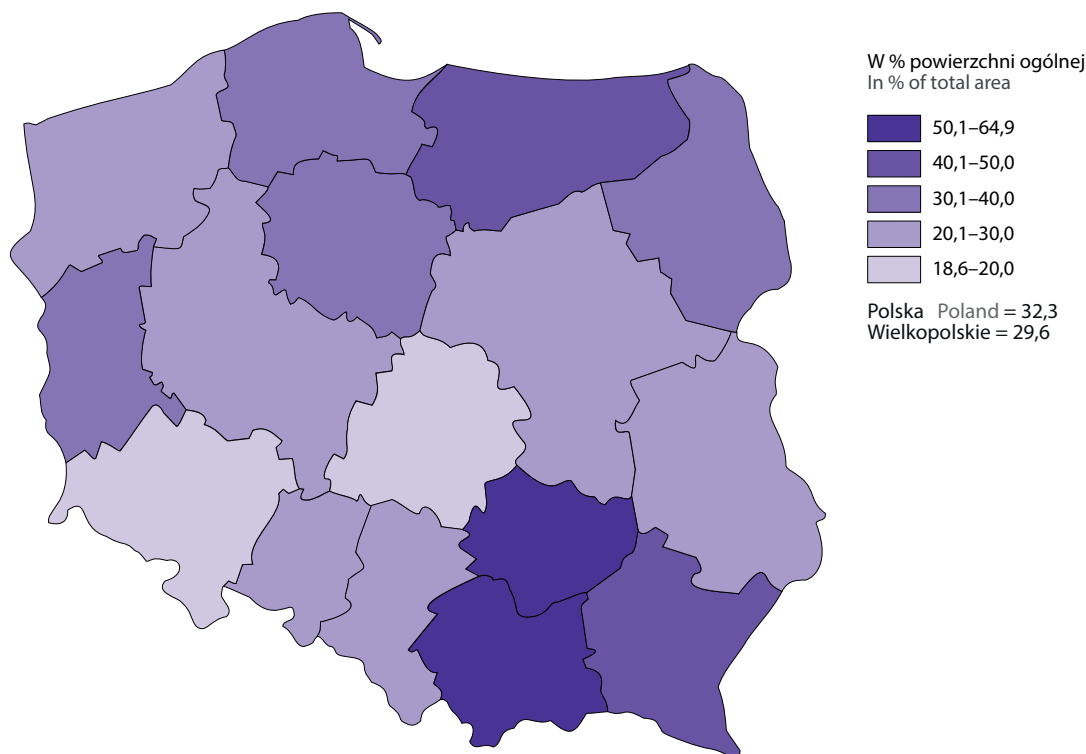 W % powierzchni ogólnej
In % of total area
50,1–64,9
40,1–50,0
30,1–40,0
20,1–30,0
18,6–20,0
Polska Poland = 32,3
Wielkopolskie = 29,6